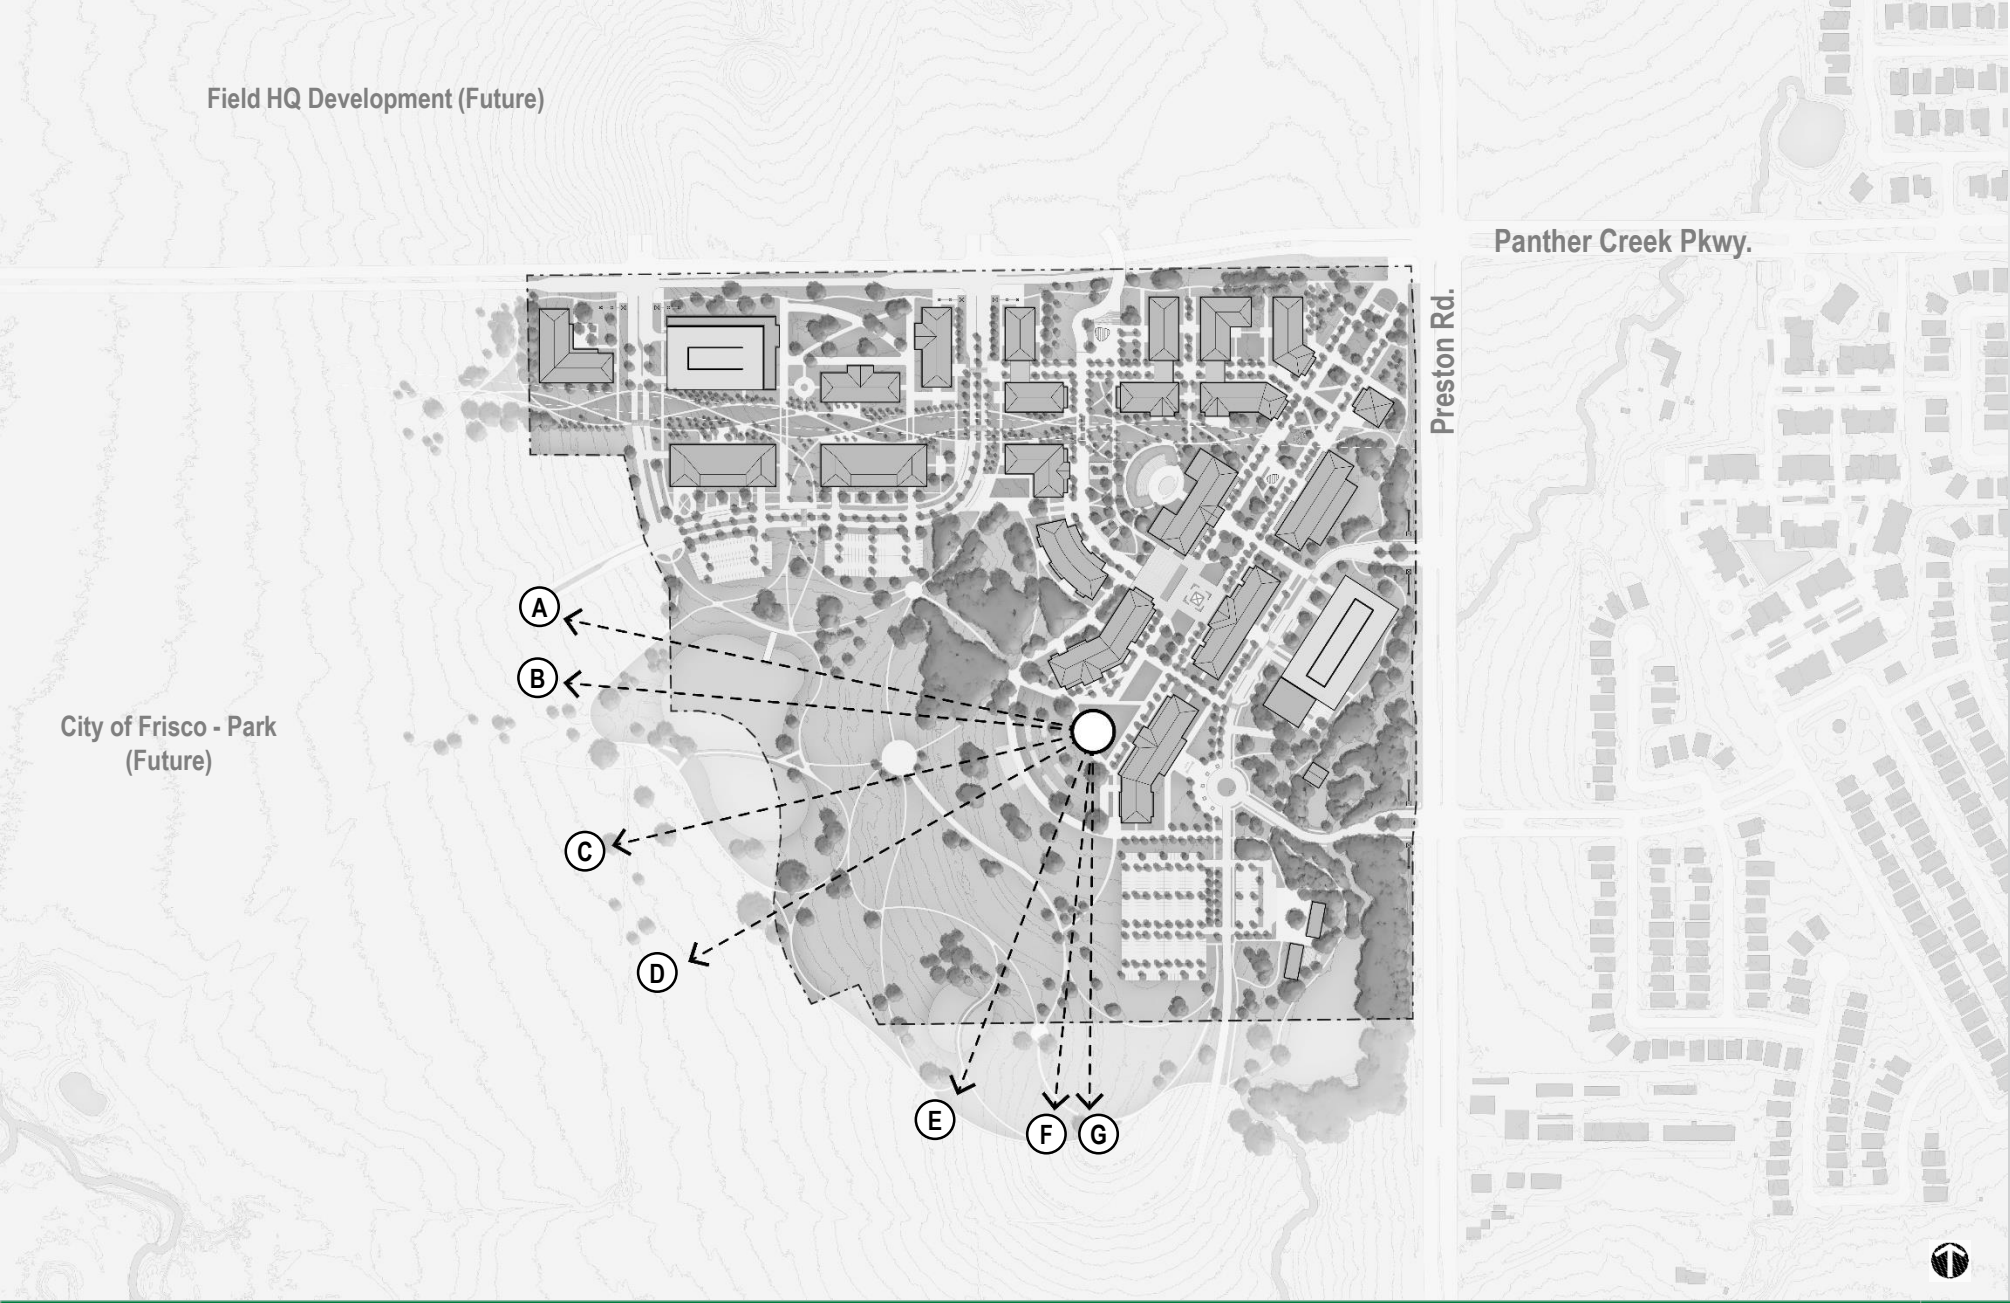 Field HQ Development (Future)
Panther Creek Pkwy.
Preston Rd.
A
B
City of Frisco - Park
(Future)
C
D
E
F
G